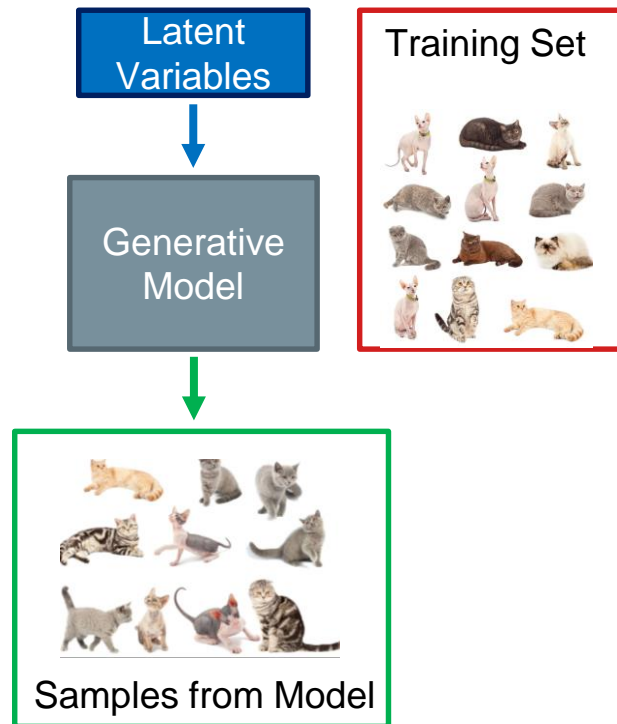 Latent
Variables
Training Set
Generative
Model
Samples from Model